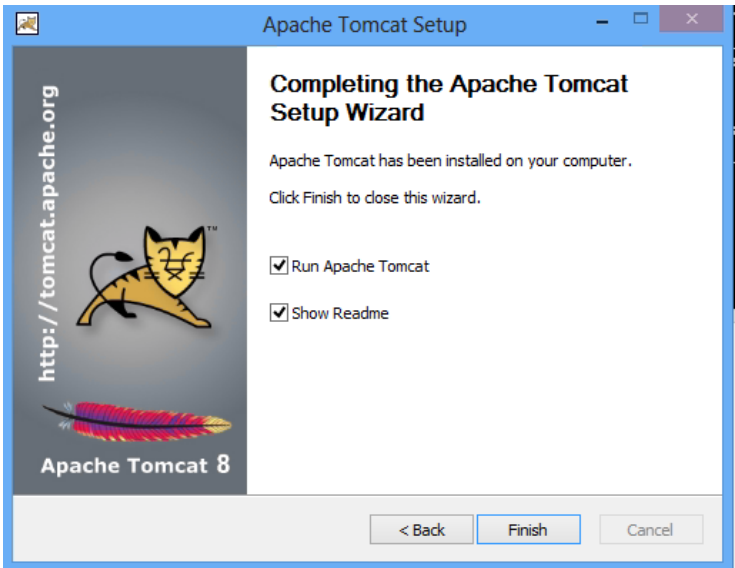 Apache Tomcat Setup
http://tomcat.apache.org
TM
Apache Tomcat 8
Completing the Apache Tomcat
Setup Wizard
Apache Tomcat has been installed on your computer.
Click Finish to close this wizard.
Run Apache Tomcat
Show Readme
< Back
Finish
Cancel